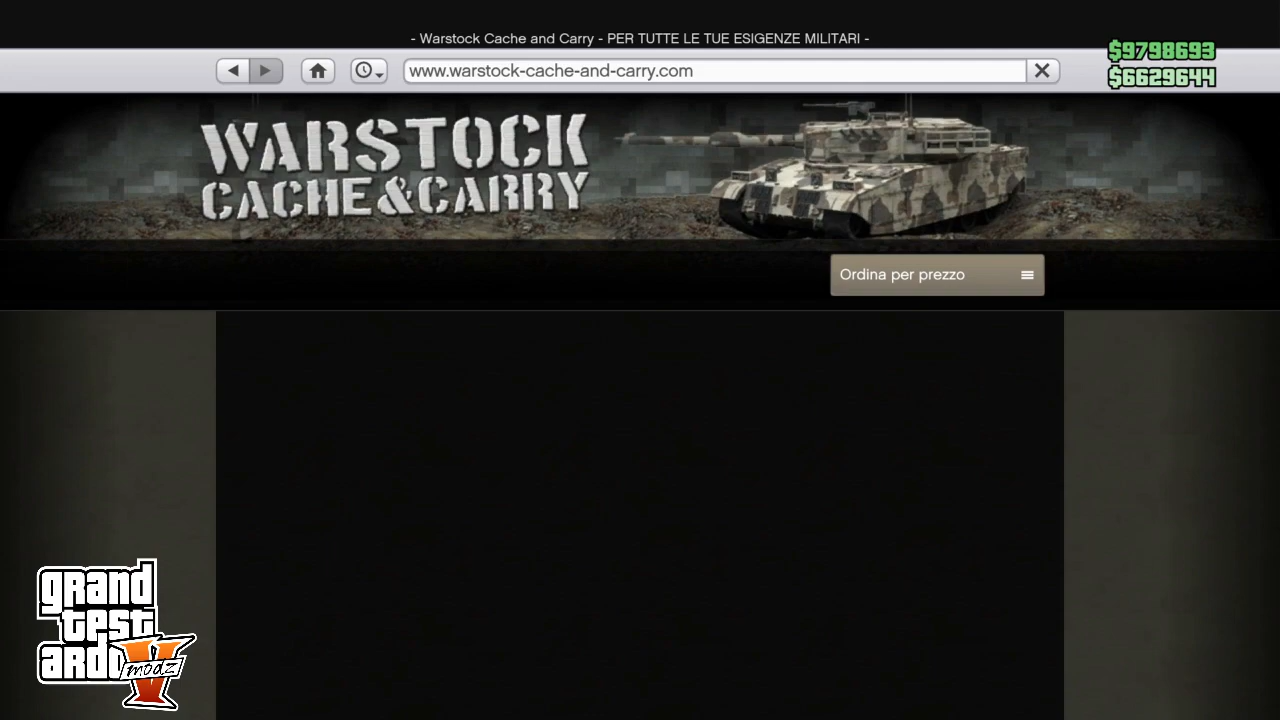 - Warstock Cache and Carry - PER TUTTE LE TUE ESIGENZE MILITARI -
$9798693
www.warstock-cache-and-carry.com
$6629644
WARSTOCK
CACHE&CARRY
Ordina per prezzo
grand
test
ardo
V
modz